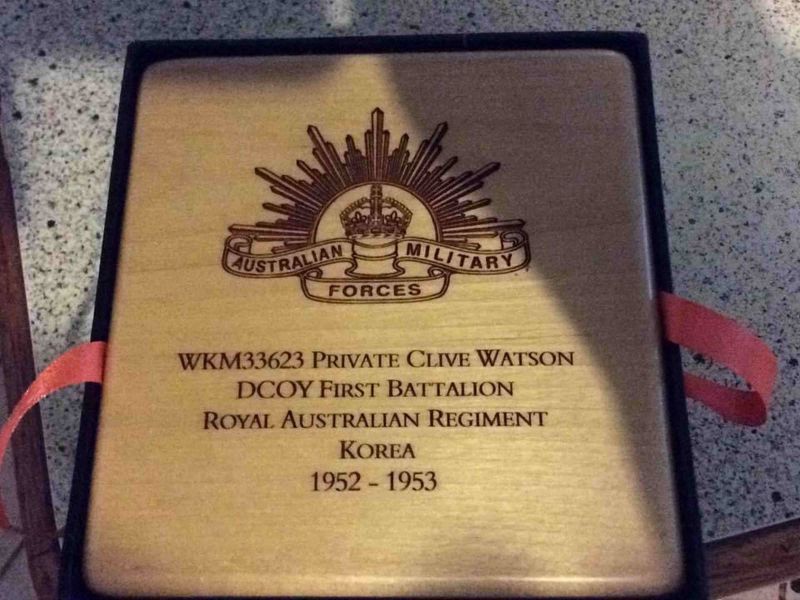 AUSTRALIAN MILITARY
FORCES
WKM33623 PRIVATE CLIVE WATSON
DCOY FIRST BATTALION
ROYAL AUSTRALIAN REGIMENT
KOREA
1952 - 1953